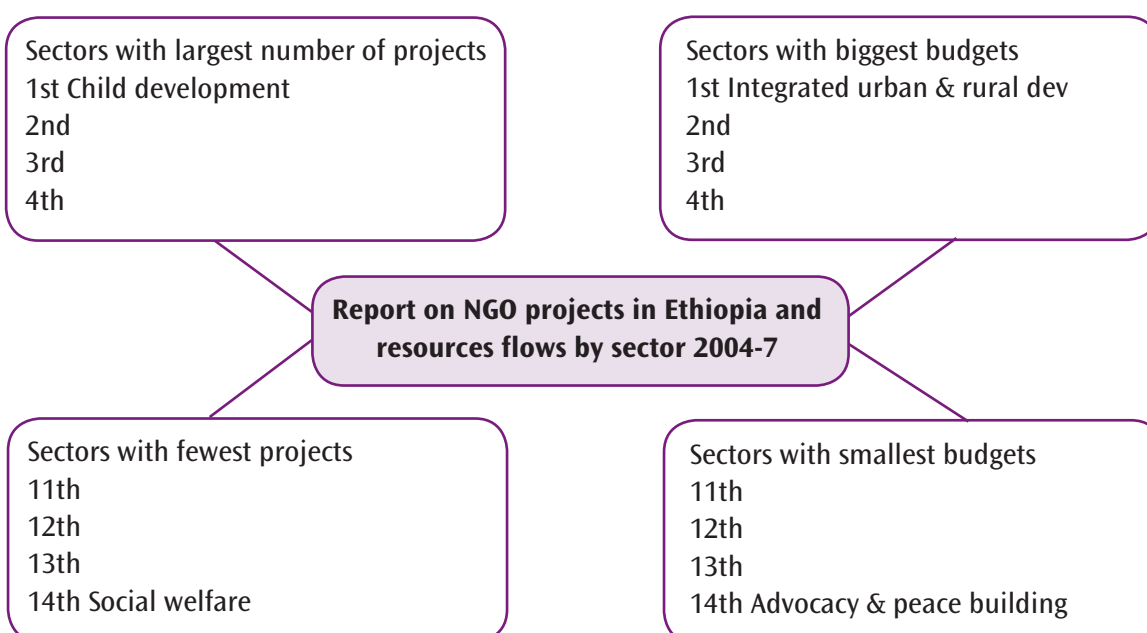 Sectors with largest number of projects
1st Child development
2nd
3rd
4th
Sectors with biggest budgets
1st Integrated urban & rural dev
2nd
3rd
4th
Report on NGO projects in Ethiopia and
resources flows by sector 2004-7
Sectors with fewest projects
11th
12th
13th
14th Social welfare
Sectors with smallest budgets
11th
12th
13th
14th Advocacy & peace building